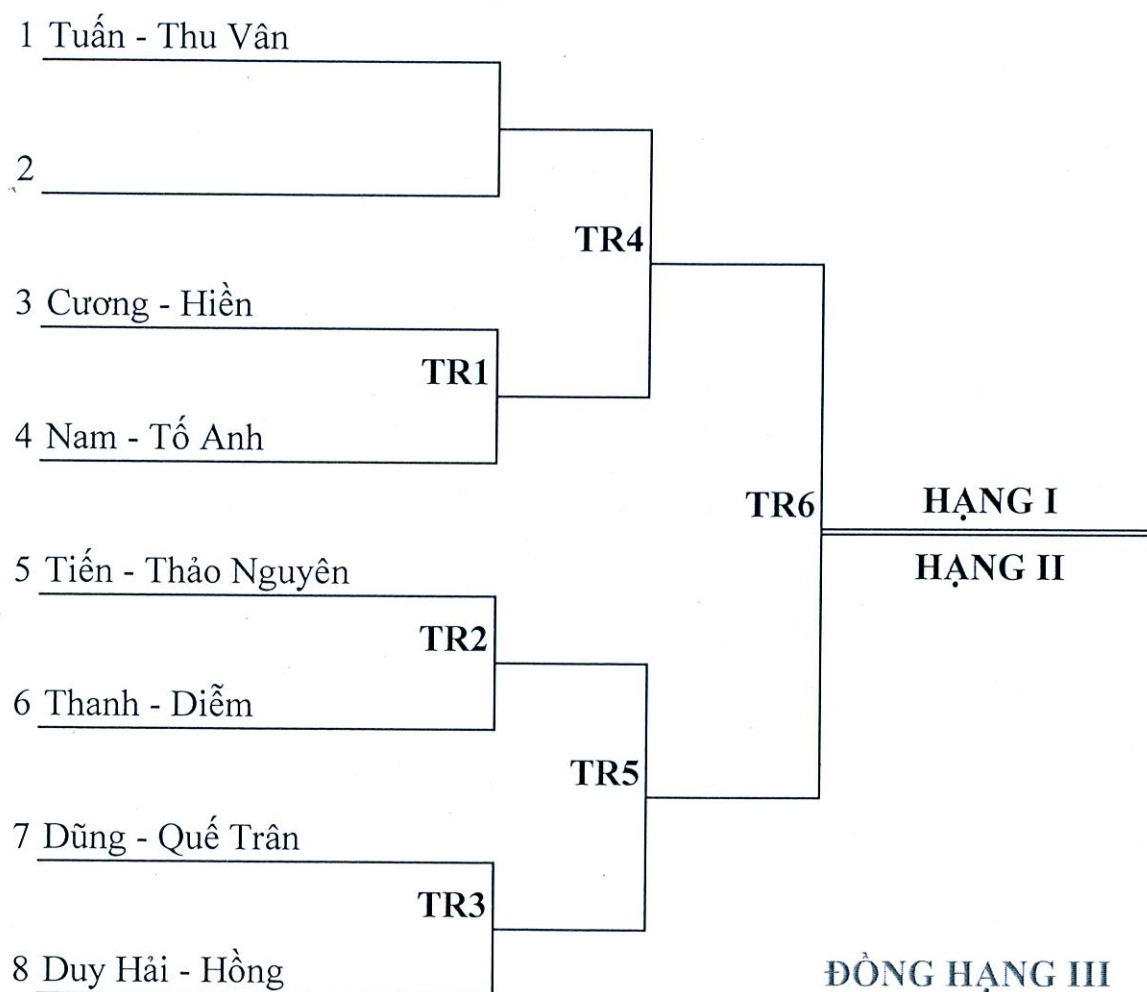 1 Tuấn - Thu Vân
2
TR4
3 Cương - Hiền
TR1
4 Nam - Tố Anh
TR6
HẠNG I
5 Tiến - Thảo Nguyên
HẠNG II
TR2
6 Thanh - Diễm
TR5
7 Dũng - Quế Trân
TR3
8 Duy Hải - Hồng
ĐỒNG HẠNG III